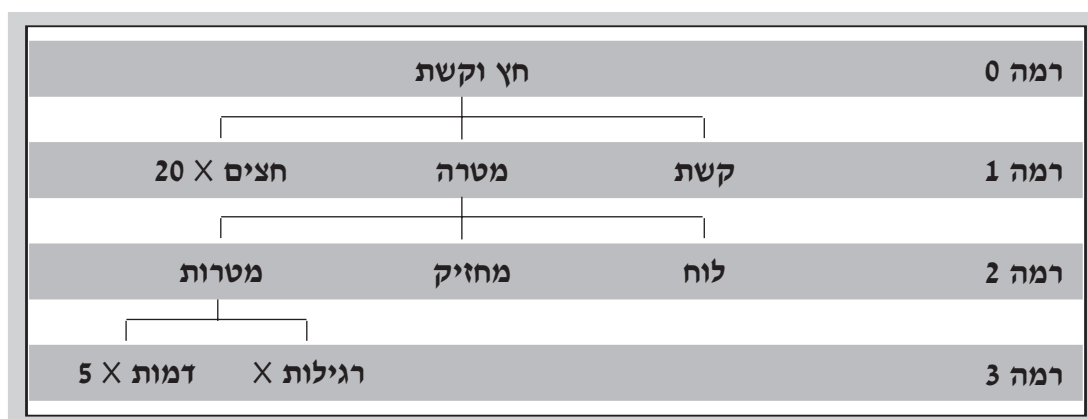 רמה 0 חץ וקשת
רמה 1 קשת מטרה חצים X 20
רמה 2 לוח מחזיק מטרות
רמה 3 רגילות X דמות X 5